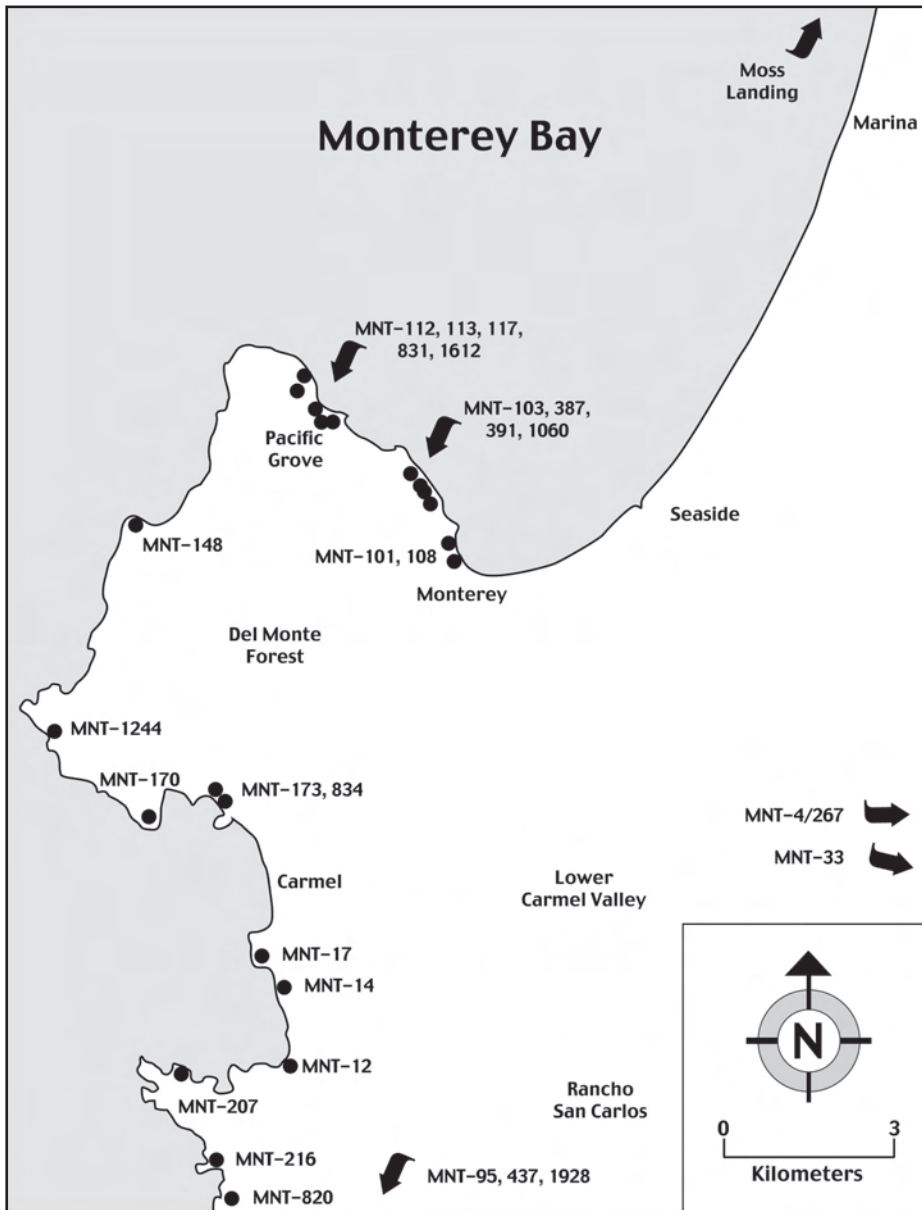 Moss
Landing
Marina
Monterey Bay
MNT-112, 113, 117,
831, 1612
MNT-103, 387,
391, 1060
Pacific
Grove
Seaside
MNT-148
MNT-101, 108
Monterey
Del Monte
Forest
MNT-1244
MNT-170
MNT-173, 834
MNT-4/267
MNT-33
Carmel
Lower
Carmel Valley
MNT-17
MNT-14
N
MNT-12
MNT-207
Rancho
San Carlos
0 3
Kilometers
MNT-216
MNT-95, 437, 1928
MNT-820